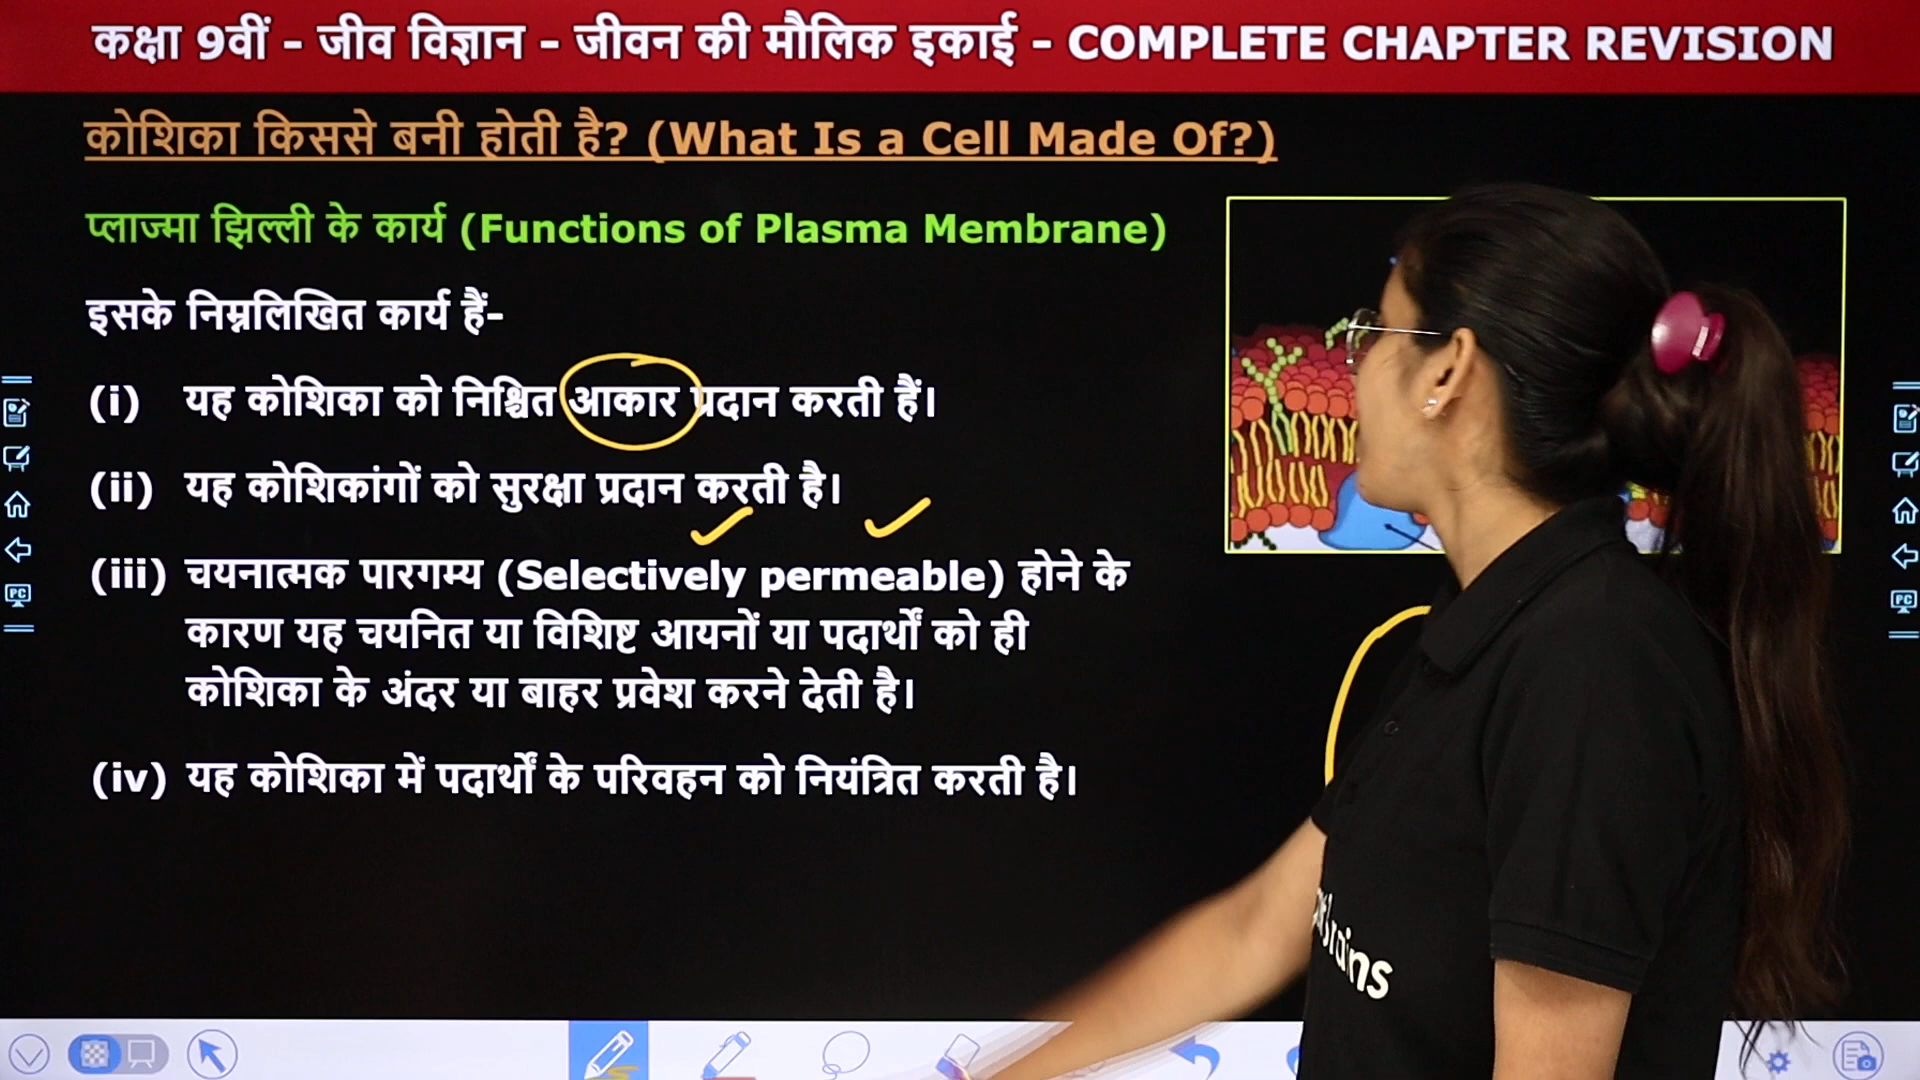 कक्षा 9वीं - जीव विज्ञान - जीवन की मौलिक इकाई - COMPLETE CHAPTER REVISION
कोशिका किससे बनी होती है? (What Is a Cell Made Of?)
प्लाज्मा झिल्ली के कार्य (Functions of Plasma Membrane)
इसके निम्नलिखित कार्य हैं-
(i) यह कोशिका को निश्चित आकार प्रदान करती हैं।
(ii) यह कोशिकांगों को सुरक्षा प्रदान करती है।
(iii) चयनात्मक पारगम्य (Selectively permeable) होने के
कारण यह चयनित या विशिष्ट आयनों या पदार्थों को ही
कोशिका के अंदर या बाहर प्रवेश करने देती है।
(iv) यह कोशिका में पदार्थों के परिवहन को नियंत्रित करती है।
PC
PC